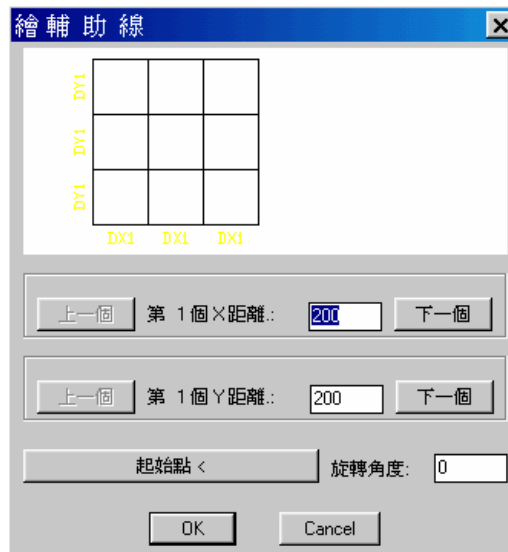 繪輔助線
DY1
DY1
DY1
DX1 DX1 DX1
上一個 第 1個X距離.: 200 下一個
上一個 第 1個Y距離.: 200 下一個
起始點 < 旋轉角度: 0
OK Cancel